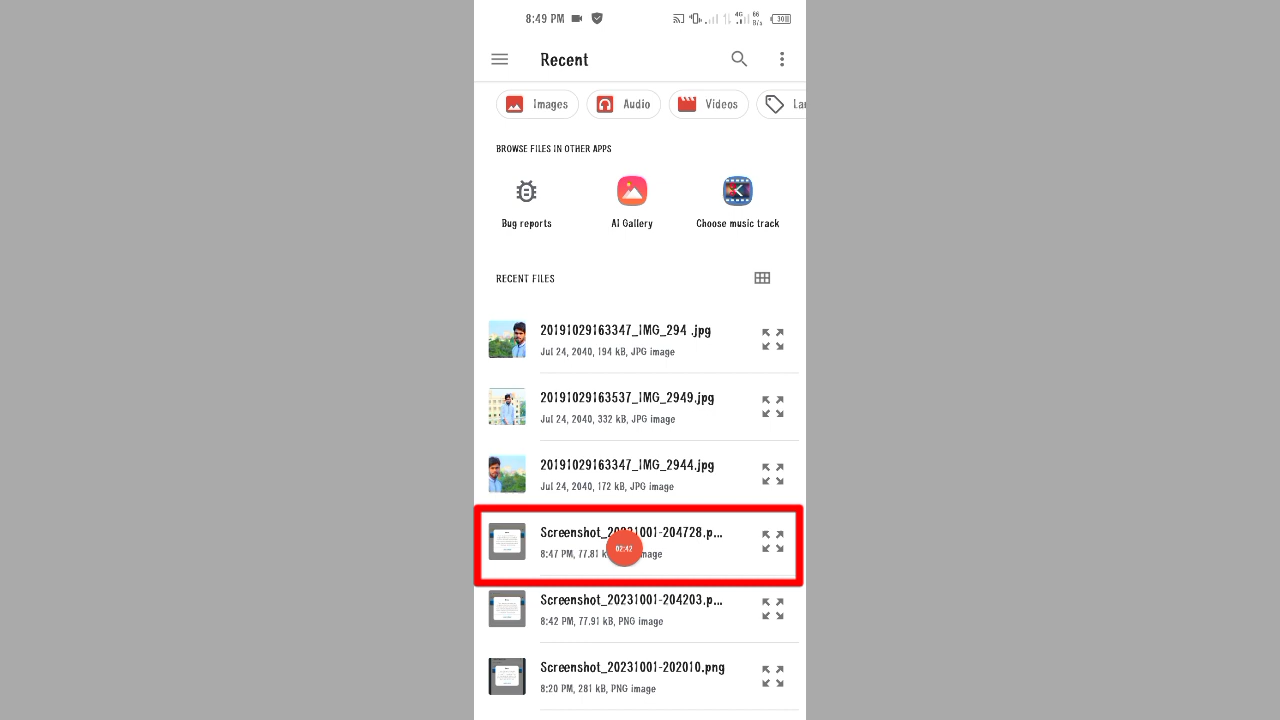 8:49 PM
4G 66 B/s 30
Recent
Images Audio Videos
BROWSE FILES IN OTHER APPS
Bug reports AI Gallery Choose music track
RECENT FILES
20191029163347_IMG_294 .jpg
Jul 24, 2040, 194 kB, JPG image
20191029163537_IMG_2949.jpg
Jul 24, 2040, 332 kB, JPG image
20191029163347_IMG_2944.jpg
Jul 24, 2040, 172 kB, JPG image
Screenshot_20231001-204728.p...
02:42
8:47 PM, 77.81
Screenshot_20231001-204203.p...
8:42 PM, 77.91 kB, PNG image
Screenshot_20231001-202010.png
8:20 PM, 281 kB, PNG image